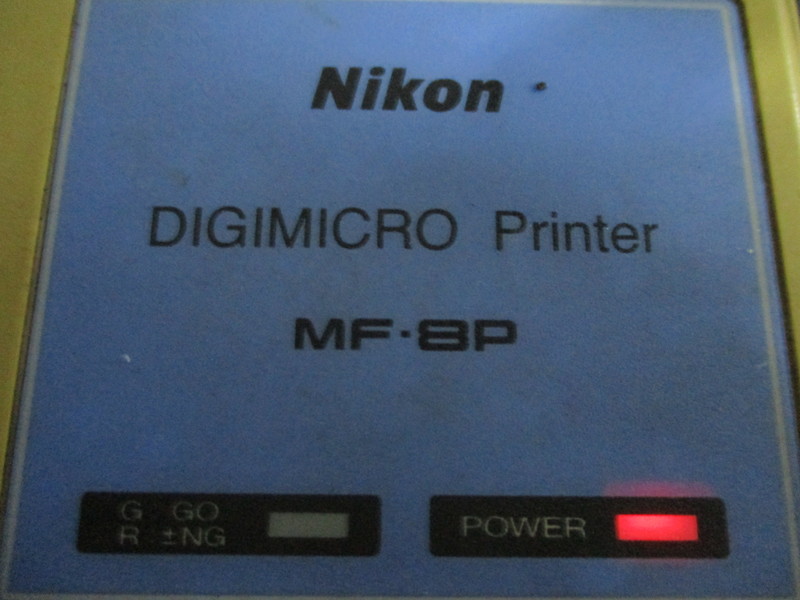 Nikon
DIGIMICRO Printer
MF·8P
G GO
R ±NG
POWER